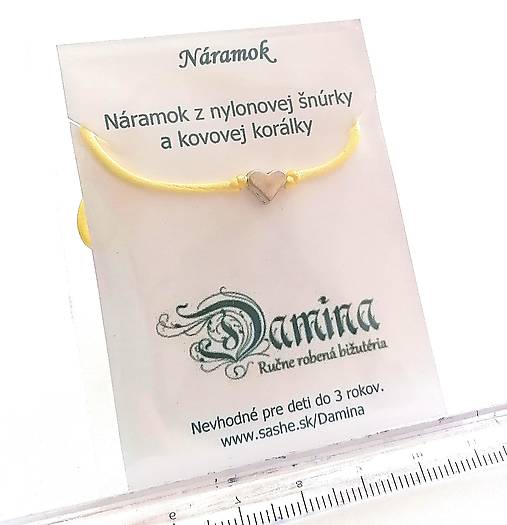 Náramok
Náramok z nylonovej šnúrky
a kovovej korálky
Damina
Ručne robená bižutéria
Nevhodné pre deti do 3 rokov.
www.sashe.sk/Damina